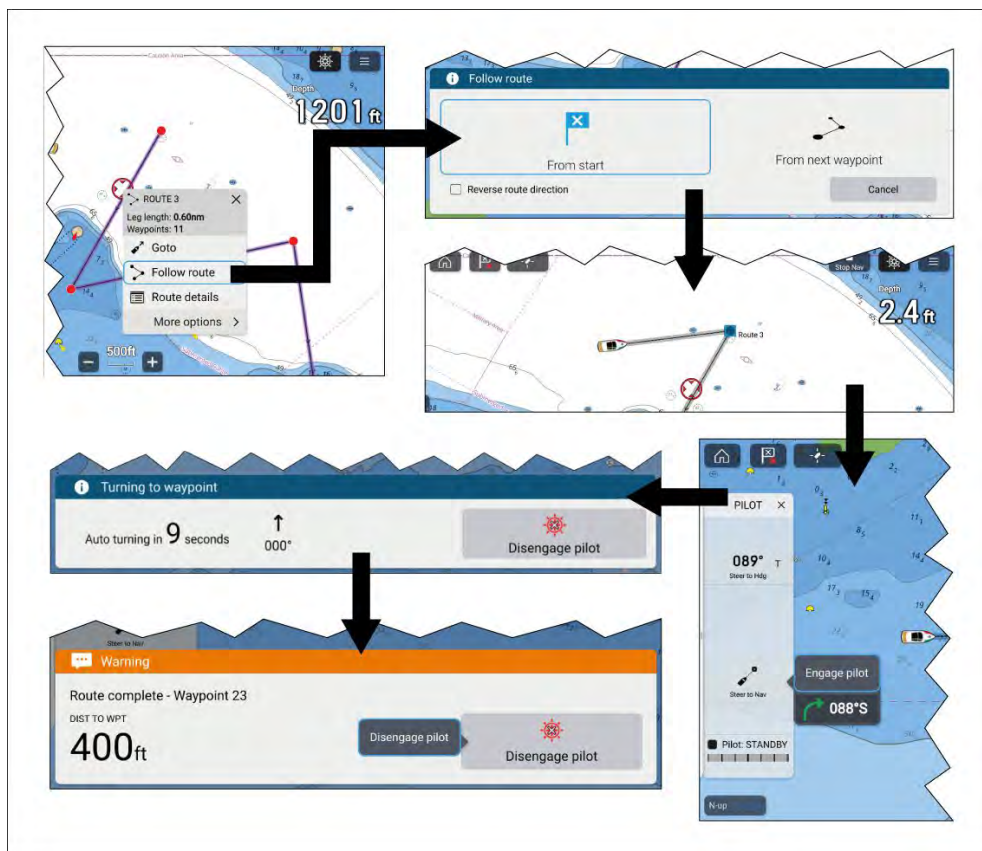 Depth
1201 ft
ROUTE 3
Leg length: 0.60nm
Waypoints: 11
Goto
Follow route
Route details
More options
500ft
Follow route
From start
From next waypoint
Reverse route direction
Cancel
Stop Nav
Depth
2.4 ft
Route 3
Turning to waypoint
Auto turning in 9 seconds
000°
Disengage pilot
Steer to Nav
Warning
Route complete - Waypoint 23
DIST TO WPT
400ft
Disengage pilot
Disengage pilot
PILOT
089° T
Steer to Hdg
Steer to Nav
Engage pilot
088°S
Pilot: STANDBY
N-up